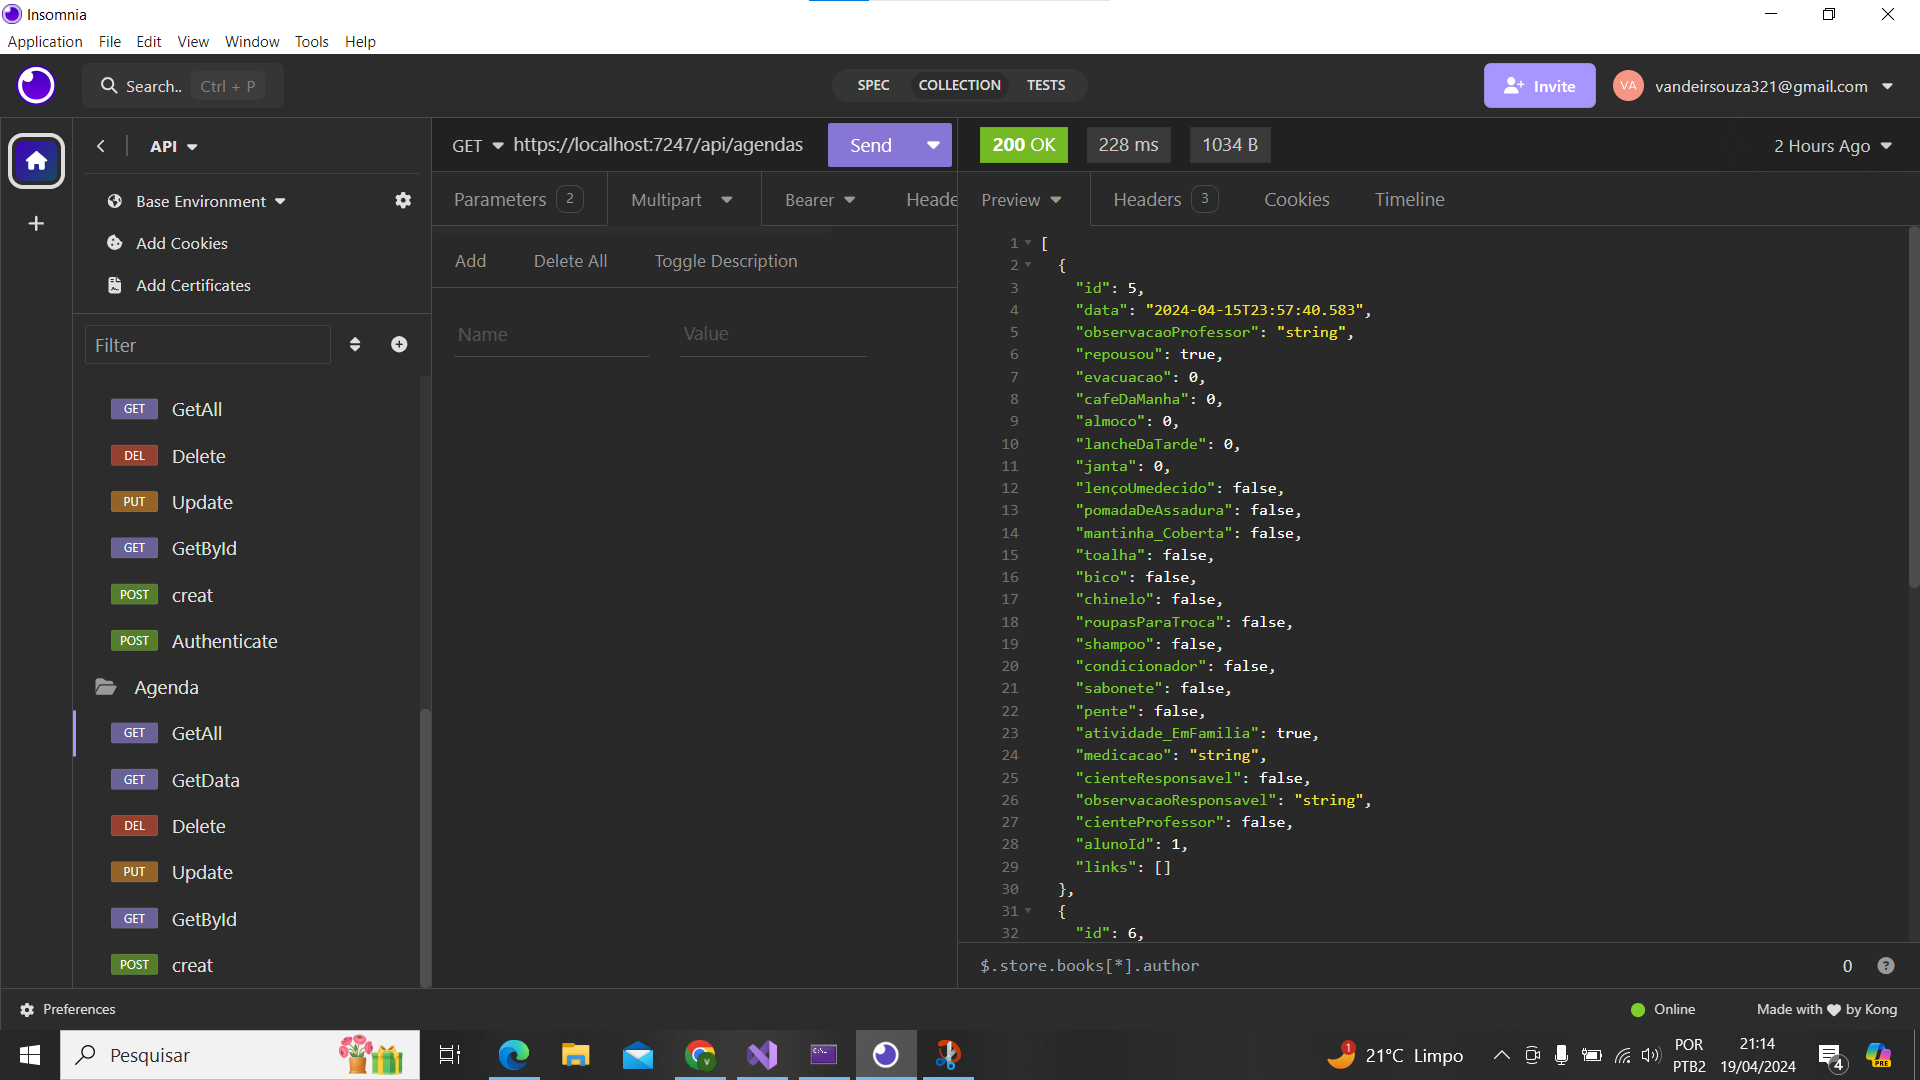 Insomnia
Application File Edit View Window Tools Help
Search.. Ctrl + P
SPEC COLLECTION TESTS
Invite
VA vandeirsouza321@gmail.com
API
Base Environment
Add Cookies
Add Certificates
Filter
GET GetAll
DEL Delete
PUT Update
GET GetById
POST creat
POST Authenticate
Agenda
GET GetAll
GET GetData
DEL Delete
PUT Update
GET GetById
POST creat
GET https://localhost:7247/api/agendas Send
Parameters 2 Multipart Bearer Heade
Add Delete All Toggle Description
Name Value
200 OK 228 ms 1034 B 2 Hours Ago
Preview Headers 3 Cookies Timeline
1 [
2 {
3 "id": 5,
4 "data": "2024-04-15T23:57:40.583",
5 "observacaoProfessor": "string",
6 "repousou": true,
7 "evacuacao": 0,
8 "cafeDaManha": 0,
9 "almoco": 0,
10 "lancheDaTarde": 0,
11 "janta": 0,
12 "lençoUmedecido": false,
13 "pomadaDeAssadura": false,
14 "mantinha_Coberta": false,
15 "toalha": false,
16 "bico": false,
17 "chinelo": false,
18 "roupasParaTroca": false,
19 "shampoo": false,
20 "condicionador": false,
21 "sabonete": false,
22 "pente": false,
23 "atividade_EmFamilia": true,
24 "medicacao": "string",
25 "cienteResponsavel": false,
26 "observacaoResponsavel": "string",
27 "cienteProfessor": false,
28 "alunoId": 1,
29 "links": []
30 },
31 {
32 "id": 6,
$.store.books[*].author 0 ?
Preferences
Online Made with ♥ by Kong
Pesquisar
1 21°C Limpo
POR
PTB2
21:14
19/04/2024
4
PRE